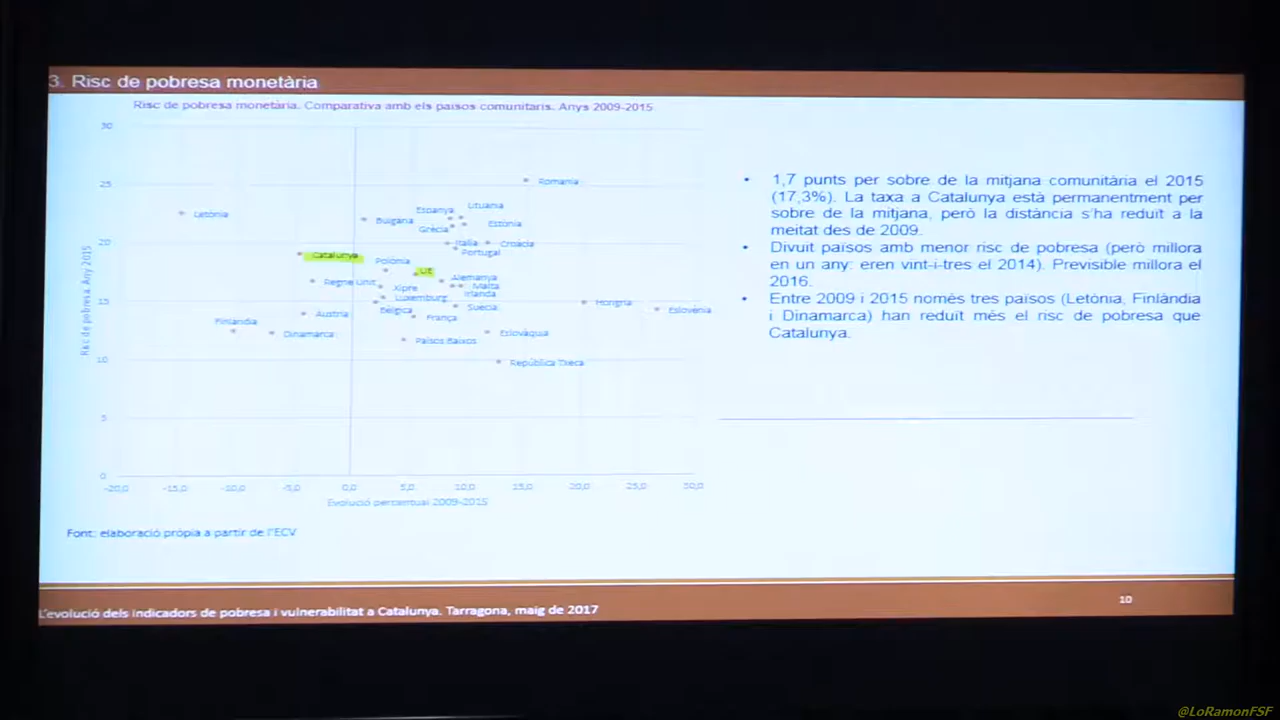 3. Risc de pobresa monetària
Risc de pobresa monetària. Comparativa amb els països comunitaris. Anys 2009-2015
30
25
20
15
10
5
0
Risc de pobresa. Any 2015
Romania
Letònia
Espanya
Lituània
Bulgària
Grècia
Estònia
Itàlia
Croàcia
Portugal
Catalunya
Polònia
UE
Regne Unit
Xipre
Alemanya
Malta
Irlanda
Luxemburg
Hongria
Eslovènia
Bèlgica
Suècia
Àustria
França
Finlàndia
Dinamarca
Eslovàquia
Països Baixos
República Txeca
-20,0 -15,0 -10,0 -5,0 0,0 5,0 10,0 15,0 20,0 25,0 30,0
Evolució percentual 2009-2015
Font: elaboració pròpia a partir de l'ECV
• 1,7 punts per sobre de la mitjana comunitària el 2015
(17,3%). La taxa a Catalunya està permanentment per
sobre de la mitjana, però la distància s'ha reduït a la
meitat des de 2009.
• Divuit països amb menor risc de pobresa (però millora
en un any: eren vint-i-tres el 2014). Previsible millora el
2016.
• Entre 2009 i 2015 només tres països (Letònia, Finlàndia
i Dinamarca) han reduït més el risc de pobresa que
Catalunya.
L'evolució dels indicadors de pobresa i vulnerabilitat a Catalunya. Tarragona, maig de 2017
10
@LoRamonFSF